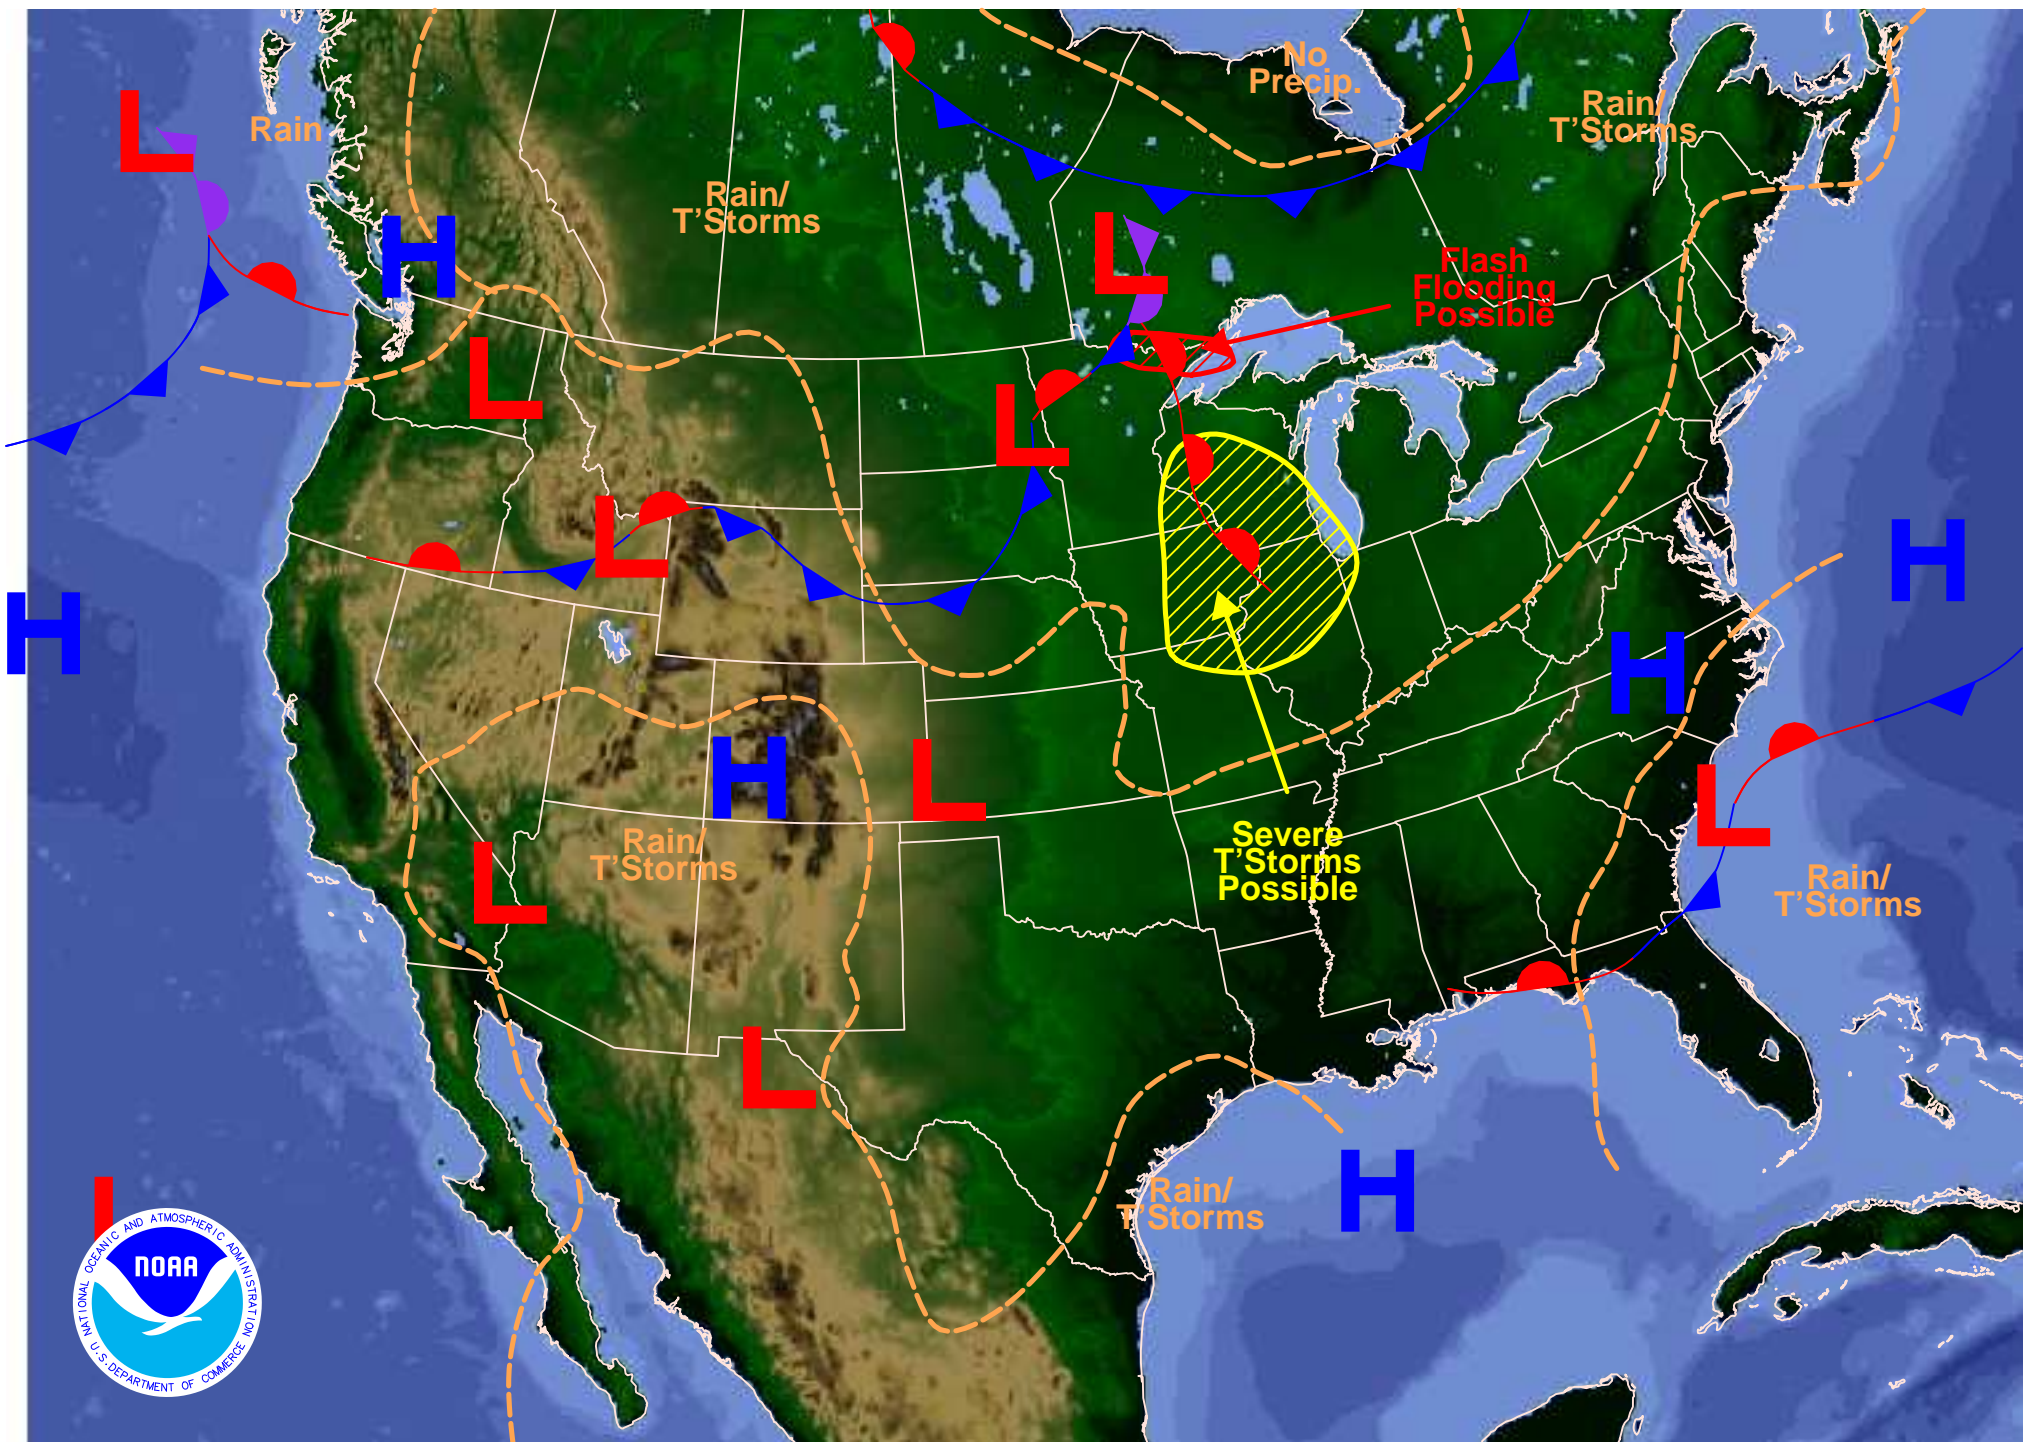 No
Precip.
Rain/
T'Storms
Rain
L
Rain/
T'Storms
H
L
Flash
Flooding
Possible
L
L
L
H
H
H
H
L
L
Severe
T'Storms
Possible
Rain/
T'Storms
L
Rain/
T'Storms
L
H
Rain/
T'Storms
L
NATIONAL OCEANIC AND ATMOSPHERIC ADMINISTRATION
NOAA
U.S. DEPARTMENT OF COMMERCE